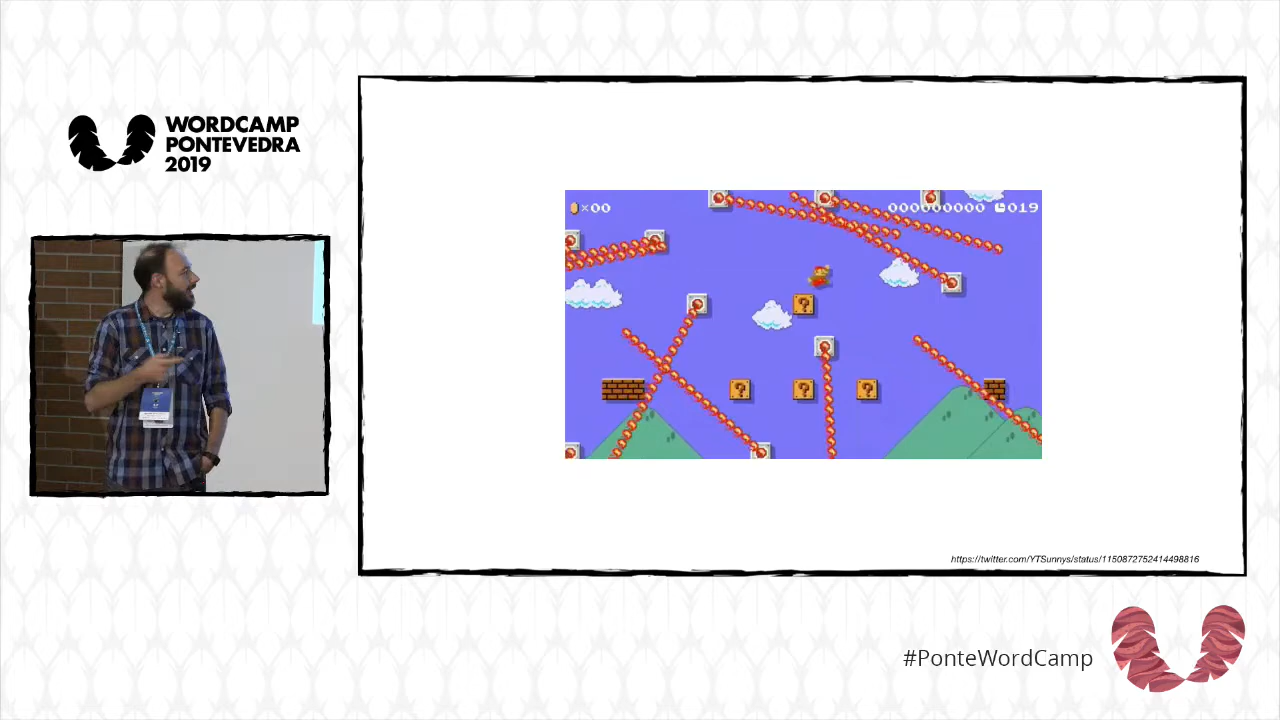 WORDCAMP
PONTEVEDRA
2019
×00
000000000 019
?
? ? ?
https://twitter.com/YTSunnys/status/1150872752414498816
#PonteWordCamp